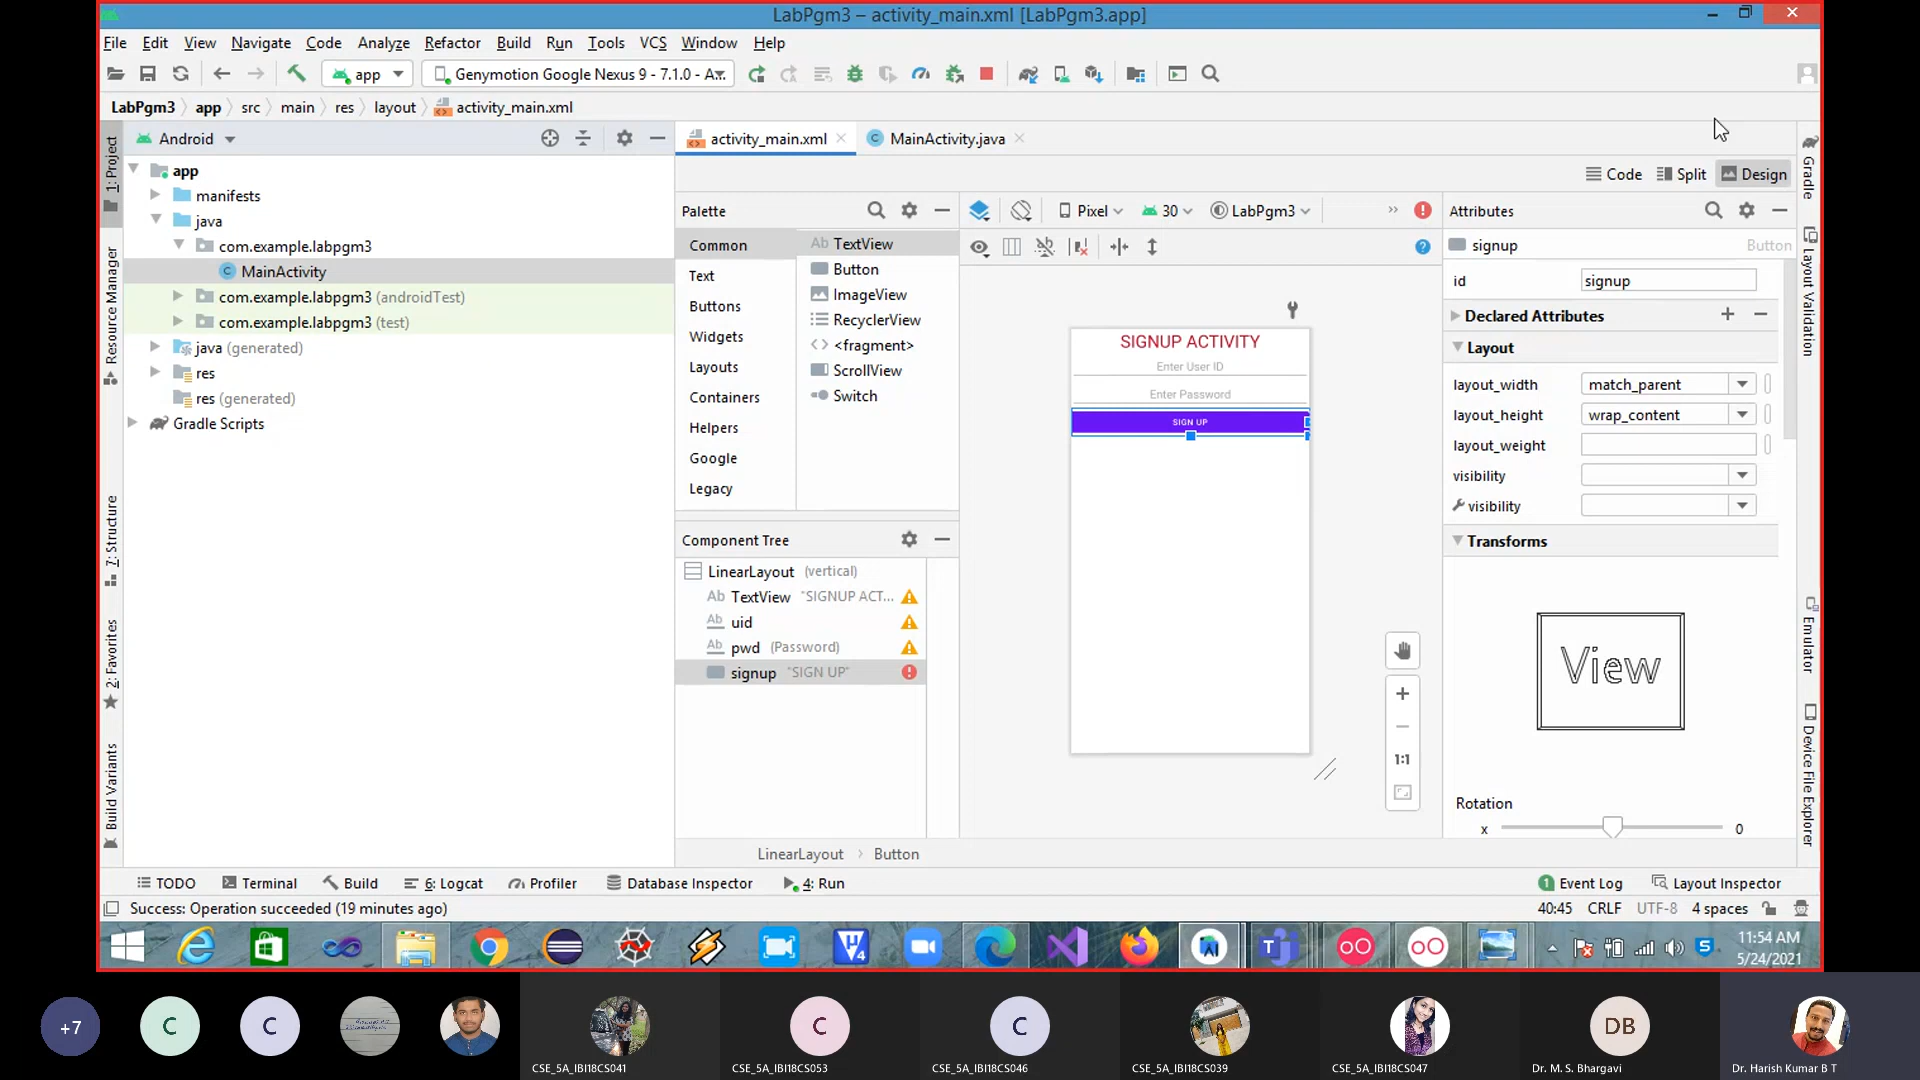 LabPgm3 – activity_main.xml [LabPgm3.app]
File Edit View Navigate Code Analyze Refactor Build Run Tools VCS Window Help
app Genymotion Google Nexus 9 - 7.1.0 - A...
LabPgm3 app src main res layout activity_main.xml
Android
activity_main.xml MainActivity.java
Code Split Design
app
manifests
java
com.example.labpgm3
MainActivity
com.example.labpgm3 (androidTest)
com.example.labpgm3 (test)
java (generated)
res
res (generated)
Gradle Scripts
1: Project
Resource Manager
7: Structure
2: Favorites
Build Variants
Palette
Common
Text
Buttons
Widgets
Layouts
Containers
Helpers
Google
Legacy
Ab TextView
Button
ImageView
RecyclerView
<fragment>
ScrollView
Switch
Component Tree
LinearLayout (vertical)
Ab TextView "SIGNUP ACT...
Ab uid
Ab pwd (Password)
signup "SIGN UP"
Pixel 30 LabPgm3
SIGNUP ACTIVITY
Enter User ID
Enter Password
SIGN UP
1:1
LinearLayout Button
Attributes
signup Button
id signup
Declared Attributes
Layout
layout_width match_parent
layout_height wrap_content
layout_weight
visibility
visibility
Transforms
View
Rotation
x 0
Gradle
Layout Validation
Emulator
Device File Explorer
TODO Terminal Build 6: Logcat Profiler Database Inspector 4: Run 1 Event Log Layout Inspector
Success: Operation succeeded (19 minutes ago) 40:45 CRLF UTF-8 4 spaces
11:54 AM
5/24/2021
+7 C C C C DB
CSE_5A_IBI18CS041 CSE_5A_IBI18CS053 CSE_5A_IBI18CS046 CSE_5A_IBI18CS039 CSE_5A_IBI18CS047 Dr. M. S. Bhargavi Dr. Harish Kumar B T